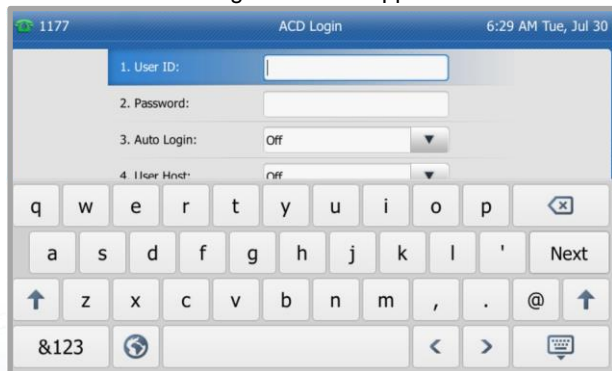 1177 ACD Login 6:29 AM Tue, Jul 30
1. User ID:
2. Password:
3. Auto Login: Off
4. User Host: Off
q w e r t y u i o p
a s d f g h j k l ' Next
z x c v b n m , . @
&123 < >